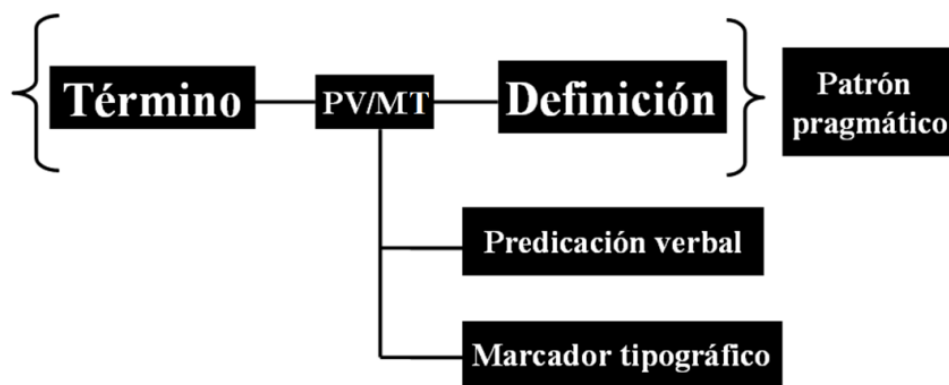 Término
PV/MT
Definición
Patrón
pragmático
Predicación verbal
Marcador tipográfico